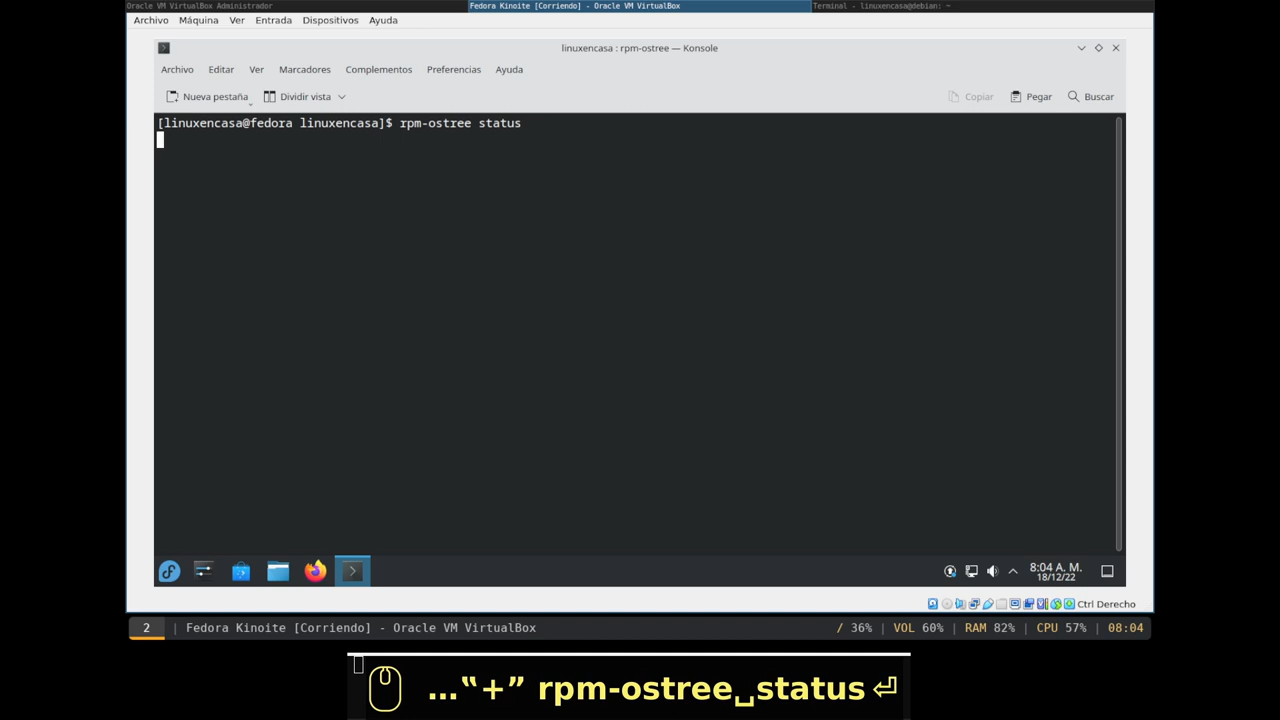 Oracle VM VirtualBox Administrador
Fedora Kinoite [Corriendo] - Oracle VM VirtualBox
Terminal - linuxencasa@debian: ~
Archivo Máquina Ver Entrada Dispositivos Ayuda
linuxencasa : rpm-ostree — Konsole
Archivo Editar Ver Marcadores Complementos Preferencias Ayuda
Nueva pestaña Dividir vista Copiar Pegar Buscar
[linuxencasa@fedora linuxencasa]$ rpm-ostree status
8:04 A. M.
18/12/22
Ctrl Derecho
2 | Fedora Kinoite [Corriendo] - Oracle VM VirtualBox / 36% | VOL 60% | RAM 82% | CPU 57% | 08:04
…‟+” rpm-ostree␣status⏎